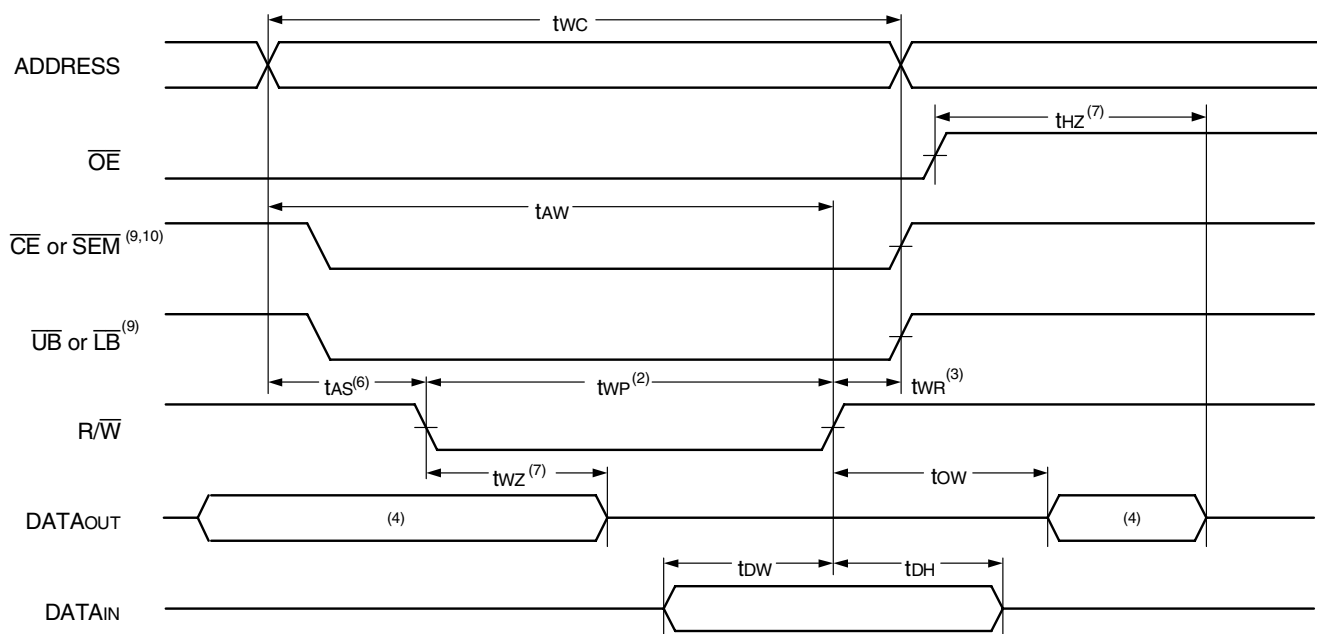 tWC
ADDRESS
tHZ(7)
OE
tAW
CE or SEM (9,10)
UB or LB(9)
tAS(6)
tWP(2)
tWR(3)
R/W
tWZ(7)
tOW
DATAOUT
(4)
(4)
tDW
tDH
DATAIN